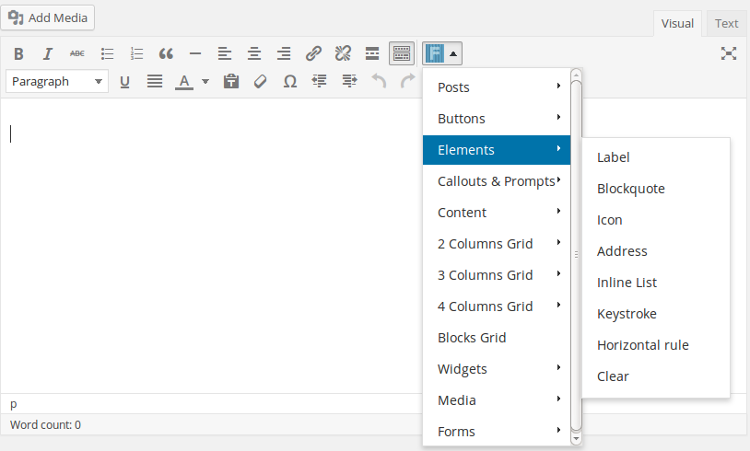 Add Media
Visual
Text
B I ABC
F
Paragraph
U A T Ω
Posts
Buttons
Elements
Callouts & Prompts
Content
2 Columns Grid
3 Columns Grid
4 Columns Grid
Blocks Grid
Widgets
Media
Forms
Label
Blockquote
Icon
Address
Inline List
Keystroke
Horizontal rule
Clear
p
Word count: 0